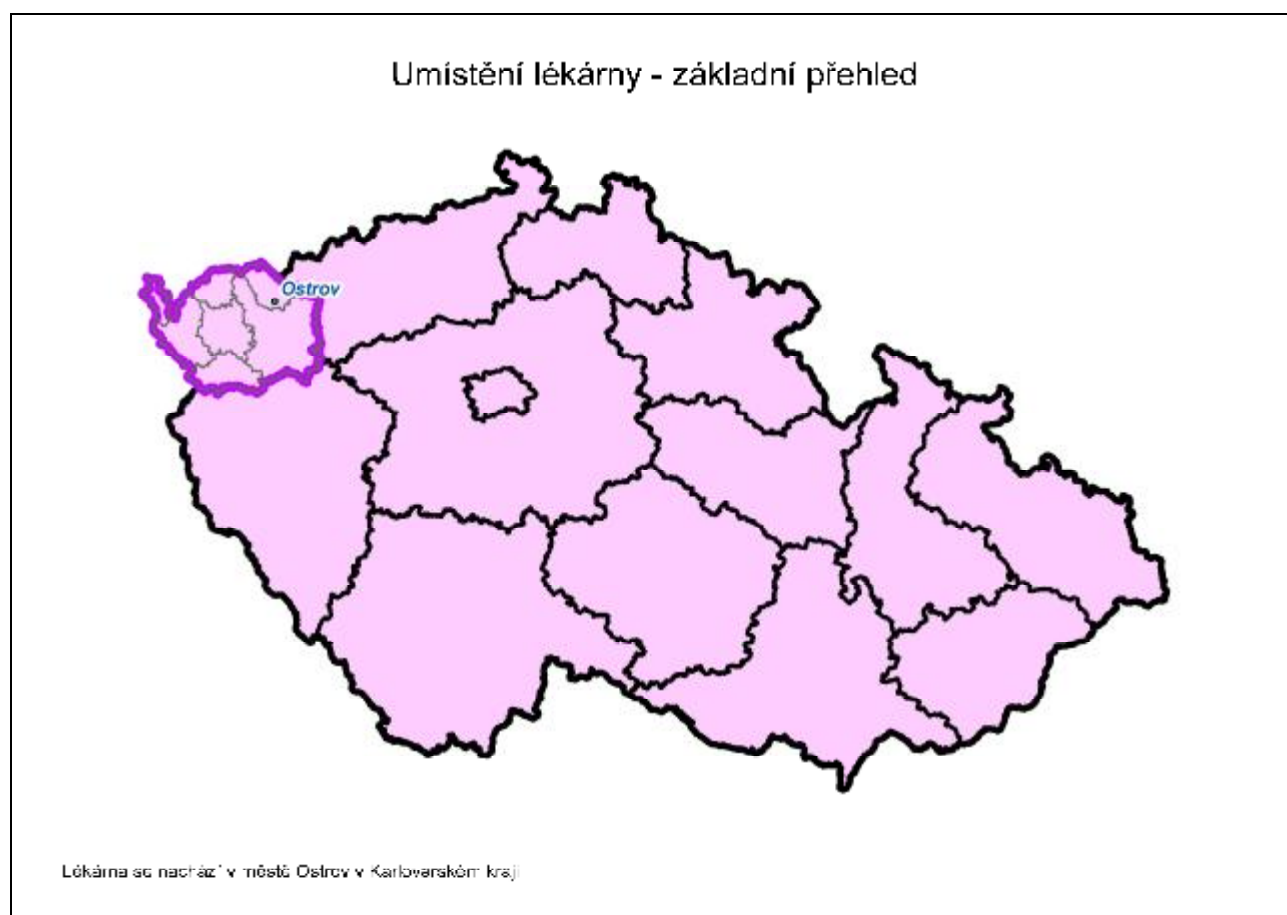 Umístění lékárny - základní přehled
Ostrov
Lékárna se nachází v městě Ostrov v Karlovarském kraji